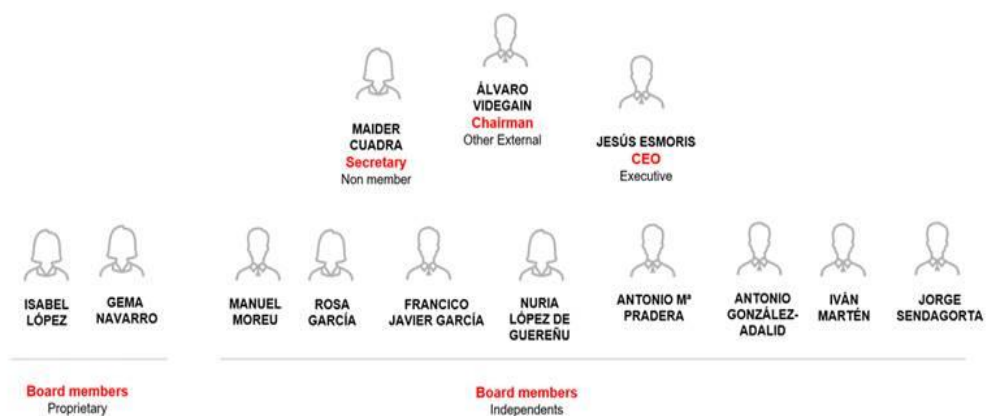 MAIDER
CUADRA
Secretary
Non member
ÁLVARO
VIDEGAIN
Chairman
Other External
JESÚS ESMORIS
CEO
Executive
ISABEL
LÓPEZ
GEMA
NAVARRO
MANUEL
MOREU
ROSA
GARCÍA
FRANCICO
JAVIER GARCÍA
NURIA
LÓPEZ DE
GUEREÑU
ANTONIO Mª
PRADERA
ANTONIO
GONZÁLEZ-
ADALID
IVÁN
MARTÉN
JORGE
SENDAGORTA
Board members
Proprietary
Board members
Independents